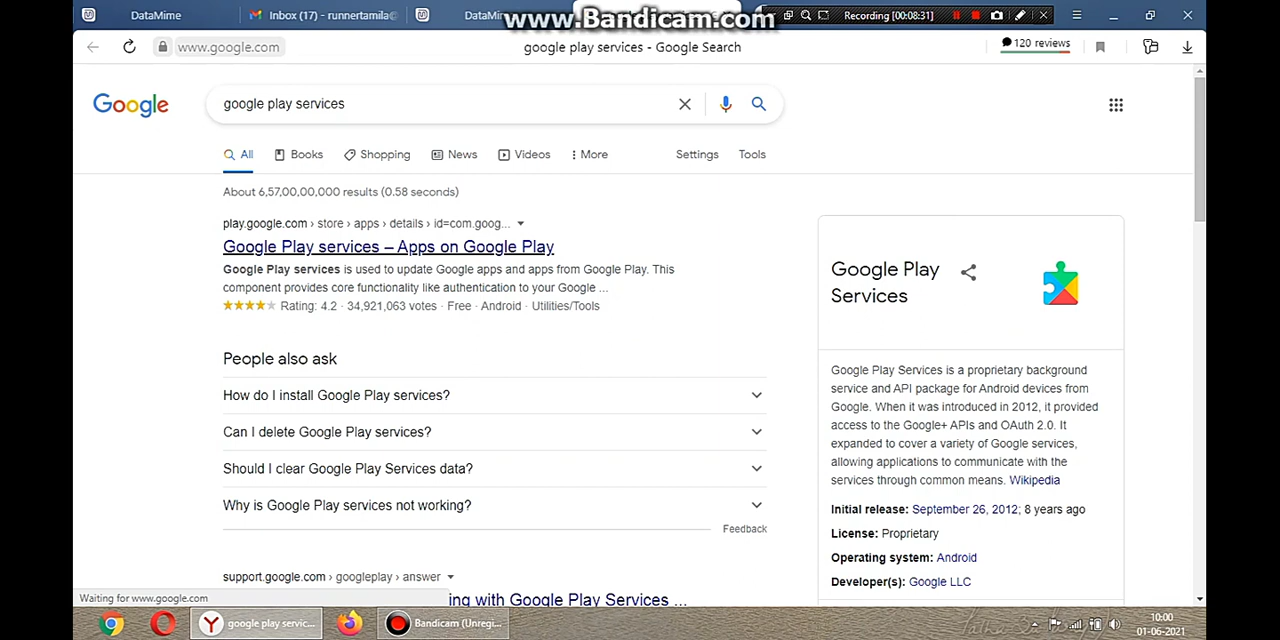 DataMime
Inbox (17) - runnertamila@
DataMim
www.Bandicam.com
Recording [00:08:31]
www.google.com
google play services - Google Search
120 reviews
Google
google play services
All
Books
Shopping
News
Videos
More
Settings
Tools
About 6,57,00,00,000 results (0.58 seconds)
play.google.com › store › apps › details › id=com.goog...
Google Play services – Apps on Google Play
Google Play services is used to update Google apps and apps from Google Play. This
component provides core functionality like authentication to your Google ...
Rating: 4.2 · 34,921,063 votes · Free · Android · Utilities/Tools
People also ask
How do I install Google Play services?
Can I delete Google Play services?
Should I clear Google Play Services data?
Why is Google Play services not working?
Feedback
support.google.com › googleplay › answer
ing with Google Play Services ...
Google Play
Services
Google Play Services is a proprietary background
service and API package for Android devices from
Google. When it was introduced in 2012, it provided
access to the Google+ APIs and OAuth 2.0. It
expanded to cover a variety of Google services,
allowing applications to communicate with the
services through common means. Wikipedia
Initial release: September 26, 2012; 8 years ago
License: Proprietary
Operating system: Android
Developer(s): Google LLC
Waiting for www.google.com
google play servic...
Bandicam (Unregi...
10:00
01-06-2021